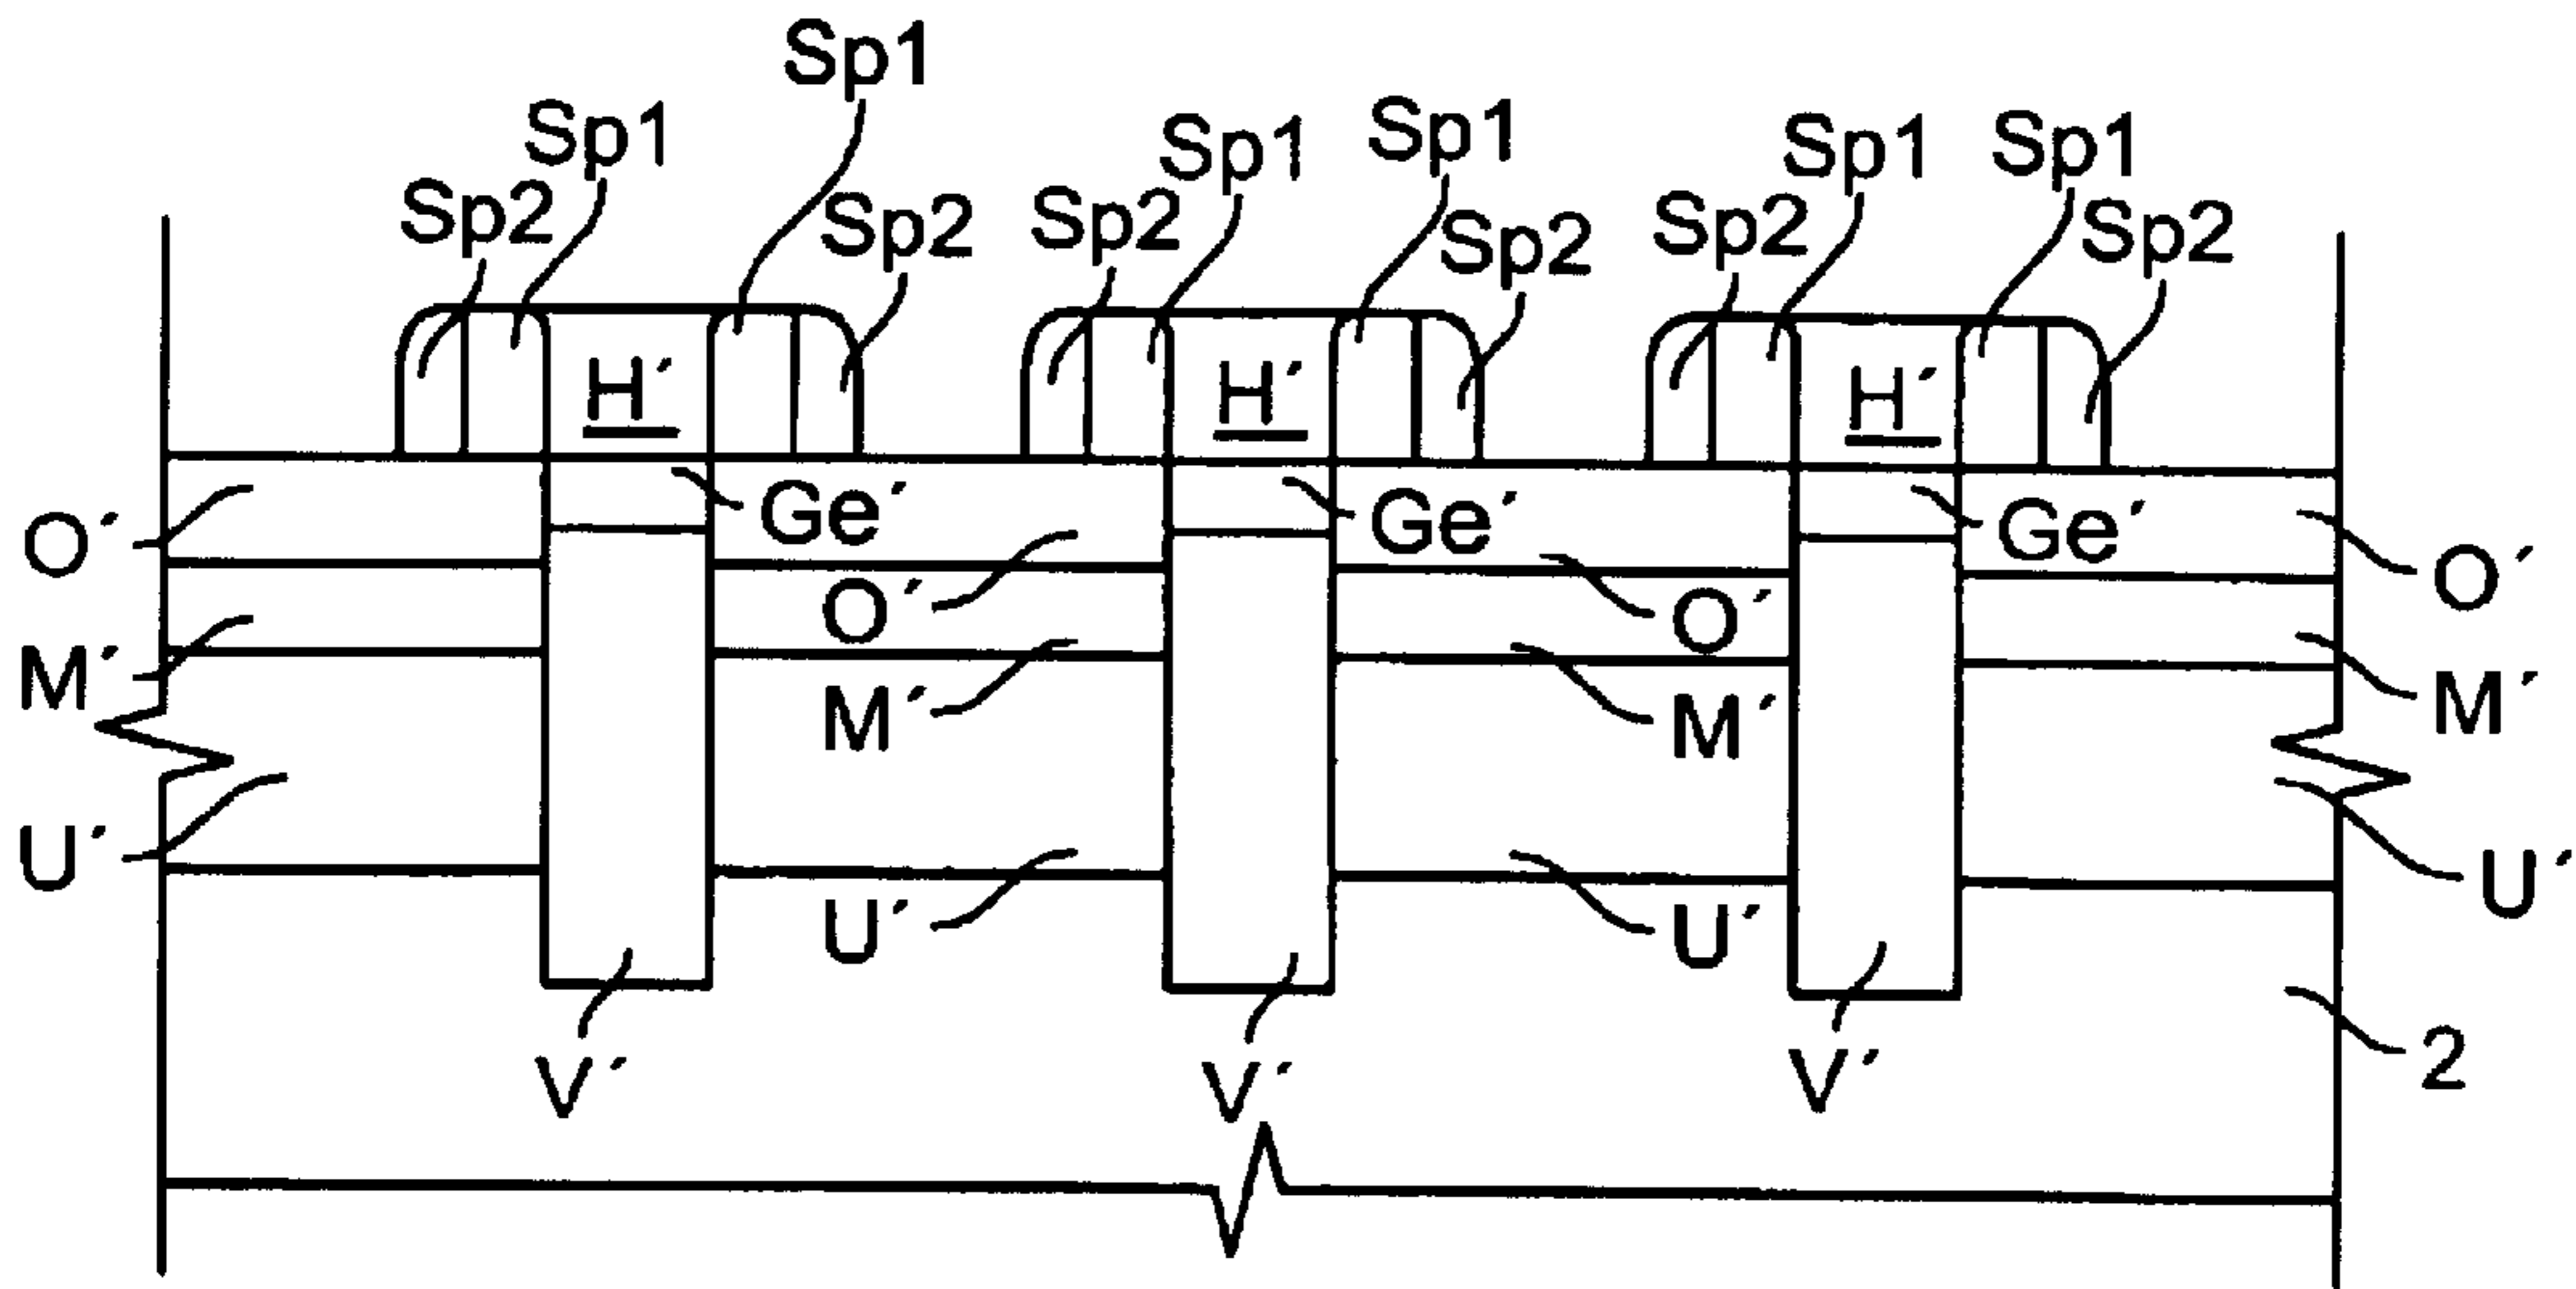 Sp1
Sp1 Sp1 Sp1 Sp1 Sp1
Sp2 Sp2 Sp2 Sp2 Sp2 Sp2
H´ H´ H´
Ge´ Ge´ Ge´
O´ O´ O´ O´
M´ M´ M´ M´
U´ U´ U´ U´
V´ V´ V´ 2